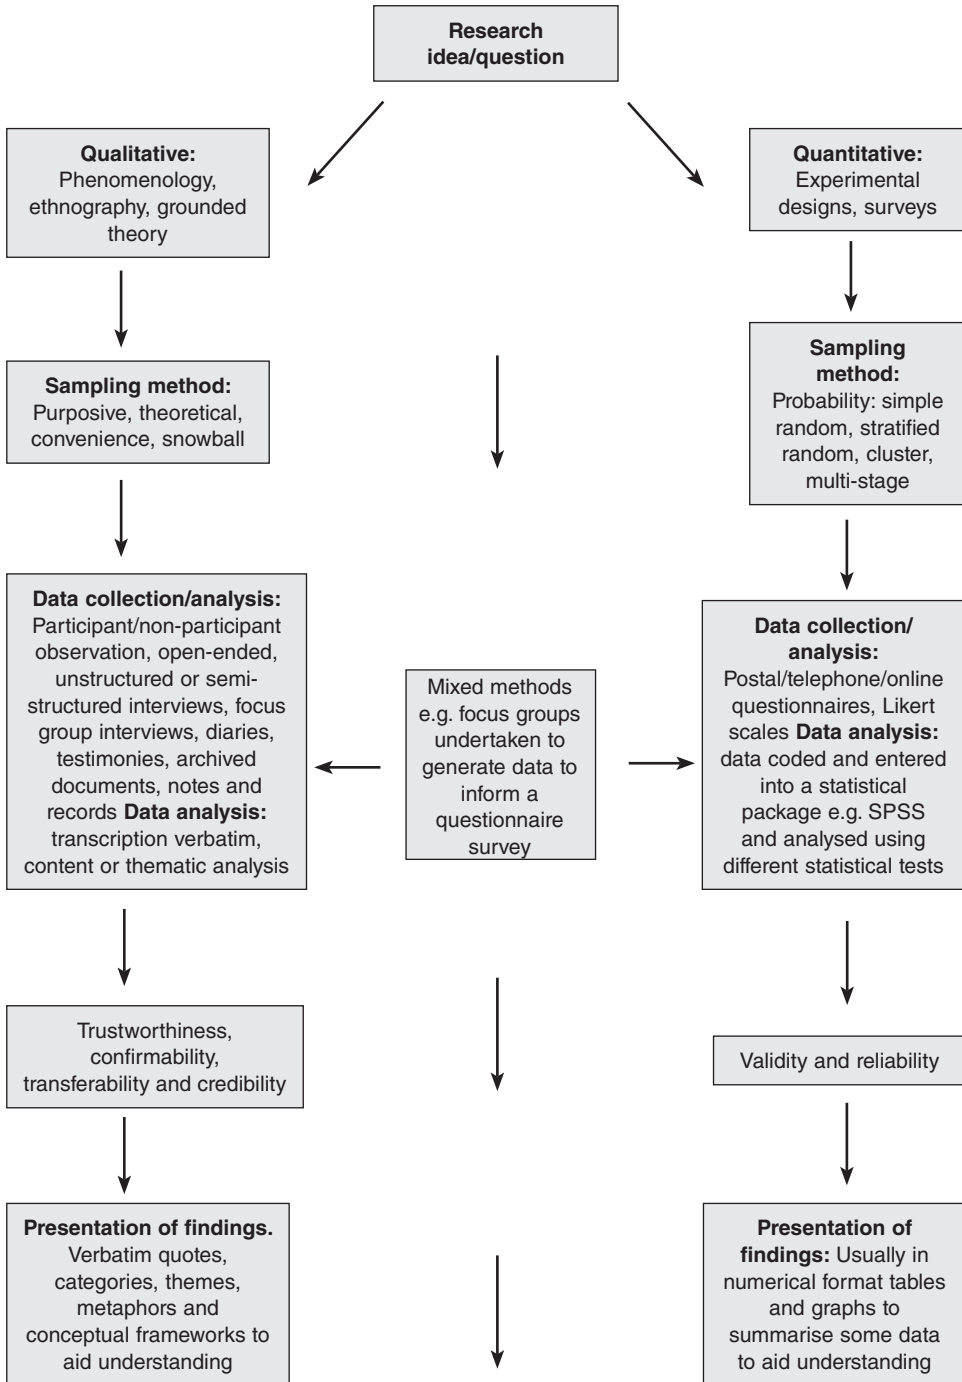 Research
idea/question
Qualitative:
Phenomenology,
ethnography, grounded
theory
Quantitative:
Experimental
designs, surveys
Sampling method:
Purposive, theoretical,
convenience, snowball
Sampling
method:
Probability: simple
random, stratified
random, cluster,
multi-stage
Data collection/analysis:
Participant/non-participant
observation, open-ended,
unstructured or semi-
structured interviews, focus
group interviews, diaries,
testimonies, archived
documents, notes and
records Data analysis:
transcription verbatim,
content or thematic analysis
Mixed methods
e.g. focus groups
undertaken to
generate data to
inform a
questionnaire
survey
Data collection/
analysis:
Postal/telephone/online
questionnaires, Likert
scales Data analysis:
data coded and entered
into a statistical
package e.g. SPSS
and analysed using
different statistical tests
Trustworthiness,
confirmability,
transferability and credibility
Validity and reliability
Presentation of findings.
Verbatim quotes,
categories, themes,
metaphors and
conceptual frameworks to
aid understanding
Presentation of
findings: Usually in
numerical format tables
and graphs to
summarise some data
to aid understanding